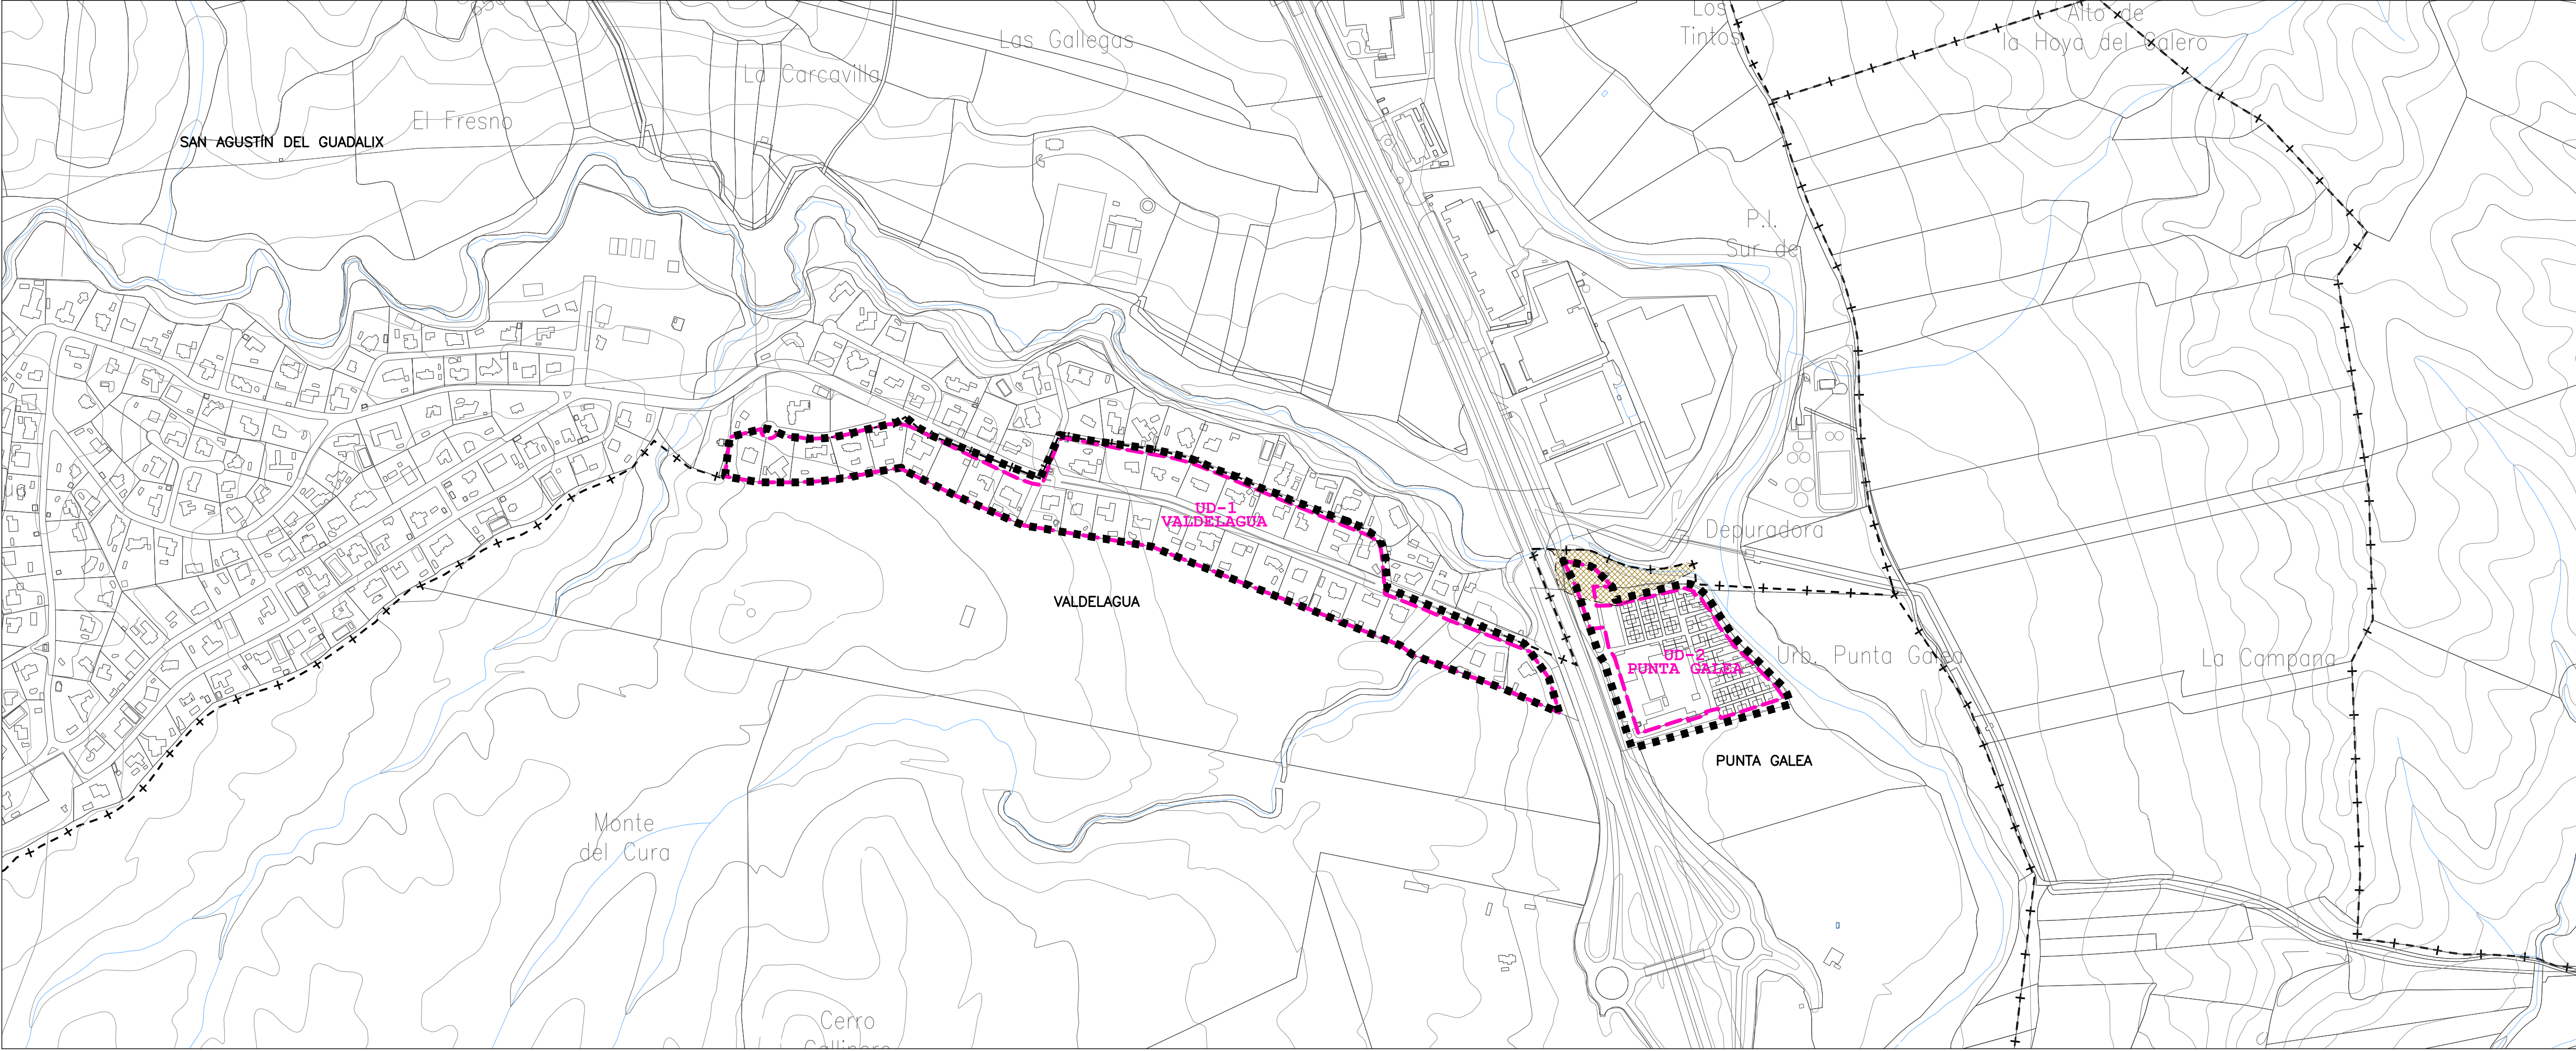 Los
Tintos
Alto de
la Hoya del Galero
Las Gallegas
La Carcavilla
El Fresno
SAN AGUSTÍN DEL GUADALIX
P.I.
Sur de
UD-1
VALDELAGUA
Depuradora
VALDELAGUA
UD-2
PUNTA GALEA
Urb. Punta Galea
La Campana
PUNTA GALEA
Monte
del Cura
Cerro